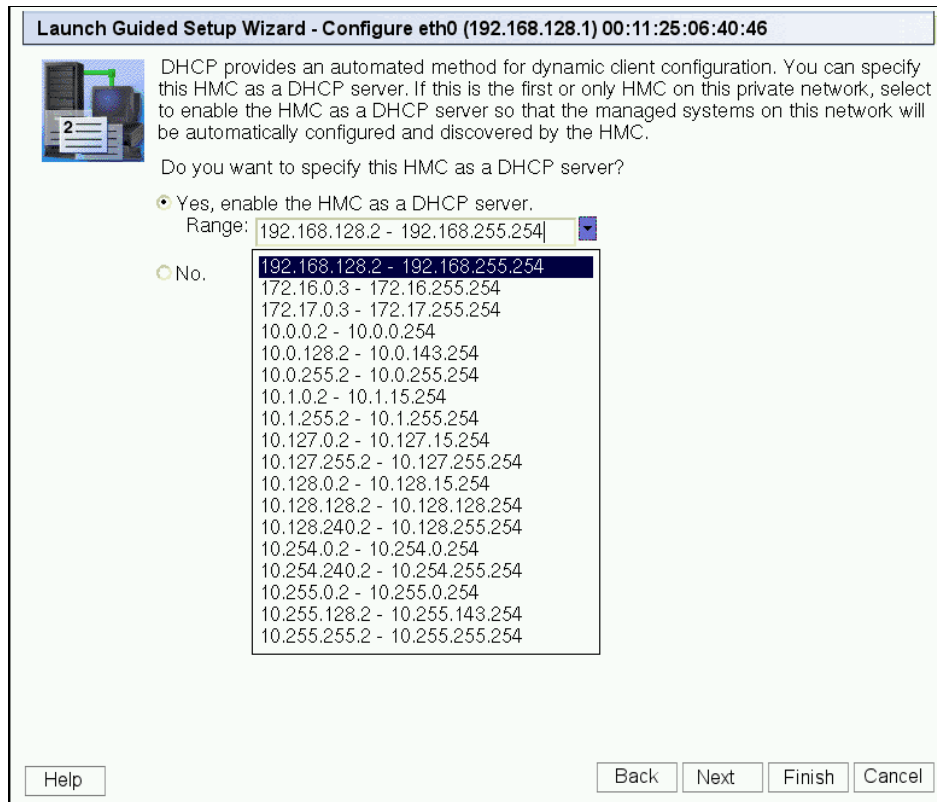 Launch Guided Setup Wizard - Configure eth0 (192.168.128.1) 00:11:25:06:40:46
DHCP provides an automated method for dynamic client configuration. You can specify
this HMC as a DHCP server. If this is the first or only HMC on this private network, select
to enable the HMC as a DHCP server so that the managed systems on this network will
be automatically configured and discovered by the HMC.
2
Do you want to specify this HMC as a DHCP server?
Yes, enable the HMC as a DHCP server.
Range: 192.168.128.2 - 192.168.255.254
No.
192.168.128.2 - 192.168.255.254
172.16.0.3 - 172.16.255.254
172.17.0.3 - 172.17.255.254
10.0.0.2 - 10.0.0.254
10.0.128.2 - 10.0.143.254
10.0.255.2 - 10.0.255.254
10.1.0.2 - 10.1.15.254
10.1.255.2 - 10.1.255.254
10.127.0.2 - 10.127.15.254
10.127.255.2 - 10.127.255.254
10.128.0.2 - 10.128.15.254
10.128.128.2 - 10.128.128.254
10.128.240.2 - 10.128.255.254
10.254.0.2 - 10.254.0.254
10.254.240.2 - 10.254.255.254
10.255.0.2 - 10.255.0.254
10.255.128.2 - 10.255.143.254
10.255.255.2 - 10.255.255.254
Help
Back
Next
Finish
Cancel